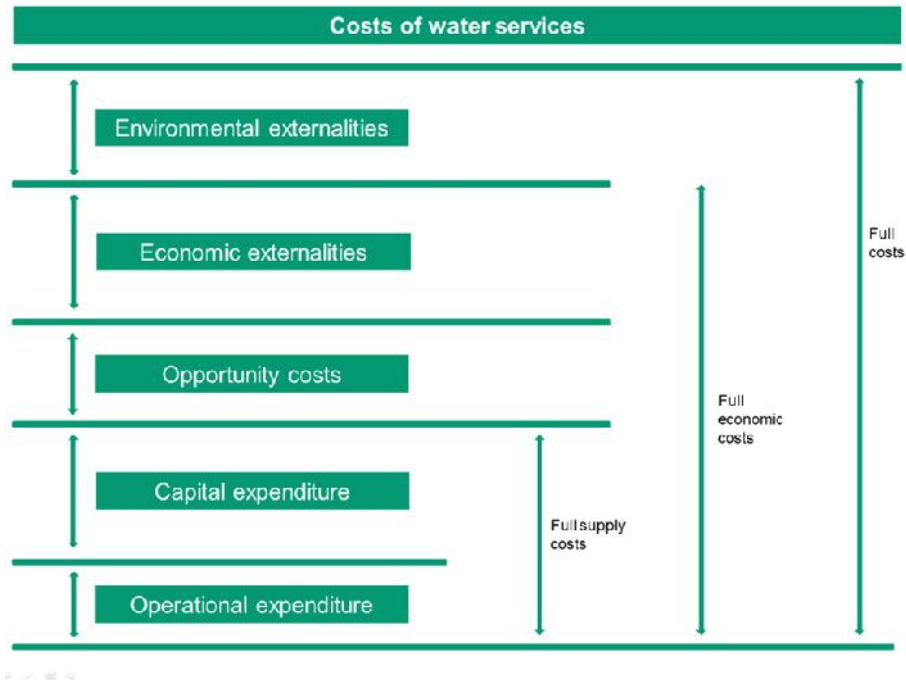 Costs of water services
Environmental externalities
Full
costs
Economic externalities
Opportunity costs
Full
economic
costs
Capital expenditure
Full supply
costs
Operational expenditure